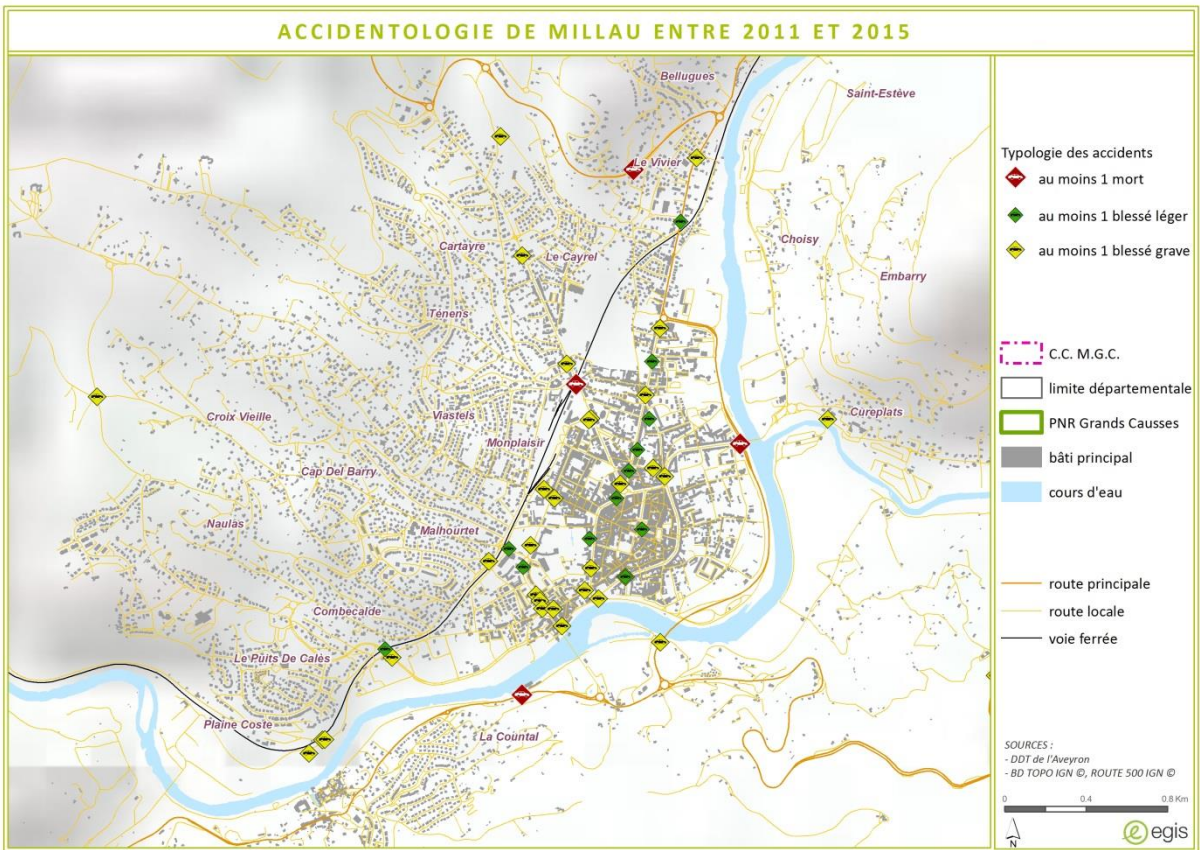 ACCIDENTOLOGIE DE MILLAU ENTRE 2011 ET 2015
Bellugues
Saint-Estève
Le Vivier
Choisy
Cartayre
Le Cayrel
Embarry
Ténens
Croix Vieille
Viastels
Cureplats
Monplaisir
Cap Del Barry
Naulas
Malhourtet
Combecalde
Le Puits De Calès
Plaine Coste
La Countal
Typologie des accidents
au moins 1 mort
au moins 1 blessé léger
au moins 1 blessé grave
C.C. M.G.C.
limite départementale
PNR Grands Causses
bâti principal
cours d'eau
route principale
route locale
voie ferrée
SOURCES :
- DDT de l'Aveyron
- BD TOPO IGN ©, ROUTE 500 IGN ©
0 0.4 0.8 Km
N
egis